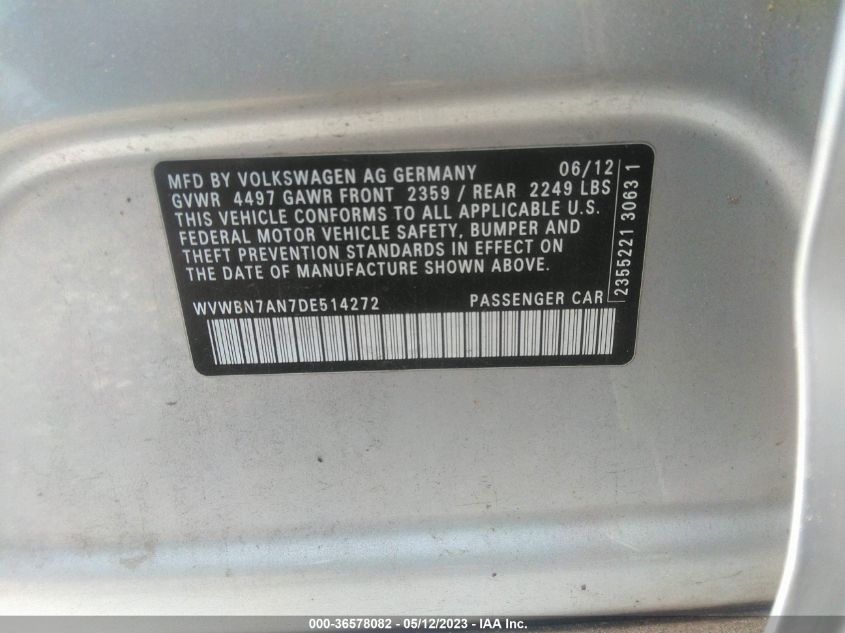 MFD BY VOLKSWAGEN AG GERMANY 06/12
GVWR 4497 GAWR FRONT 2359 / REAR 2249 LBS
THIS VEHICLE CONFORMS TO ALL APPLICABLE U.S.
FEDERAL MOTOR VEHICLE SAFETY, BUMPER AND
THEFT PREVENTION STANDARDS IN EFFECT ON
THE DATE OF MANUFACTURE SHOWN ABOVE.
WVWBN7AN7DE514272 PASSENGER CAR
2355221 3063 1
000-36578082 - 05/12/2023 - IAAI.COM